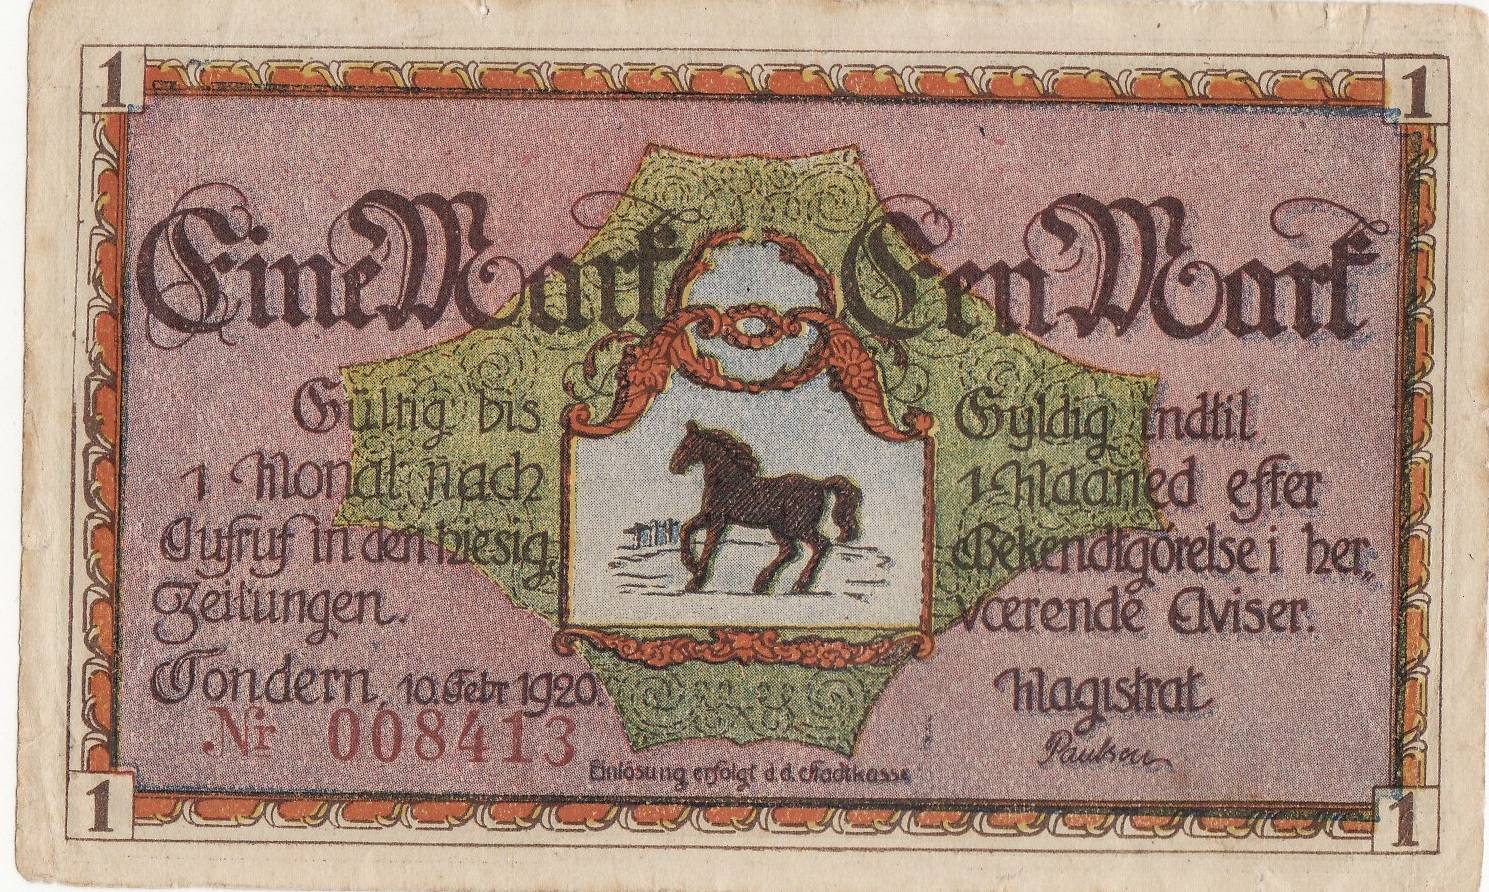 1
1
Eine Mark
Een Mark
Gültig bis
1 Monat nach
Aufruf in den hiesig.
Zeitungen.
Tondern, 10. Febr 1920.
Nr 008413
Gyldig indtil
1 Maaned efter
Bekendtgórelse i her„
værende Aviser.
Magistrat
Paulsen
Einlösung erfolgt d.d. Stadtkasse
1
1